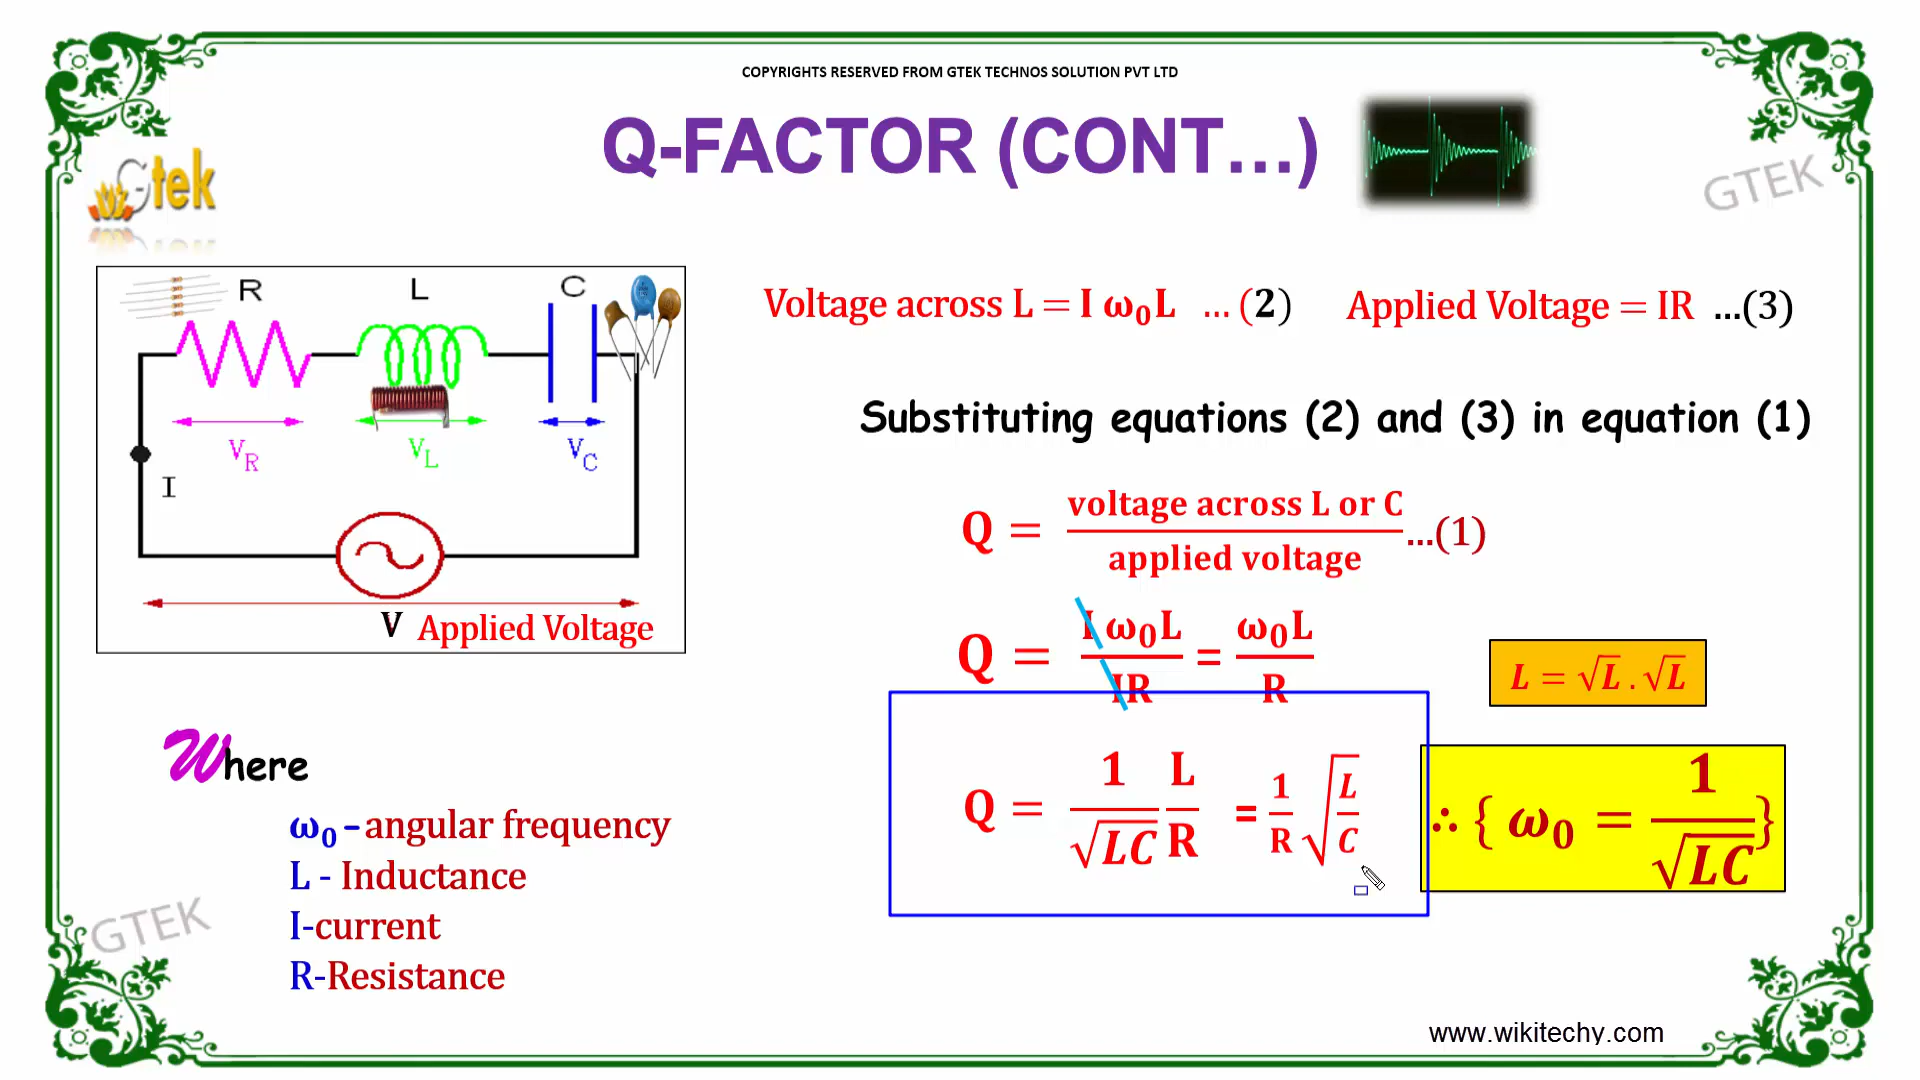 COPYRIGHTS RESERVED FROM GTEK TECHNOS SOLUTION PVT LTD
Q-FACTOR (CONT...)
Gtek
GTEK
R L C
V_R V_L V_C
I
V Applied Voltage
Voltage across L = I ω₀L ... (2) Applied Voltage = IR ...(3)
Substituting equations (2) and (3) in equation (1)
Q = voltage across L or C / applied voltage ...(1)
Q = I ω₀L / IR = ω₀L / R
L = √L . √L
Q = 1/√LC L/R = 1/R √(L/C)
∴ { ω₀ = 1/√LC }
Where
ω₀ – angular frequency
L - Inductance
I-current
R-Resistance
GTEK
www.wikitechy.com